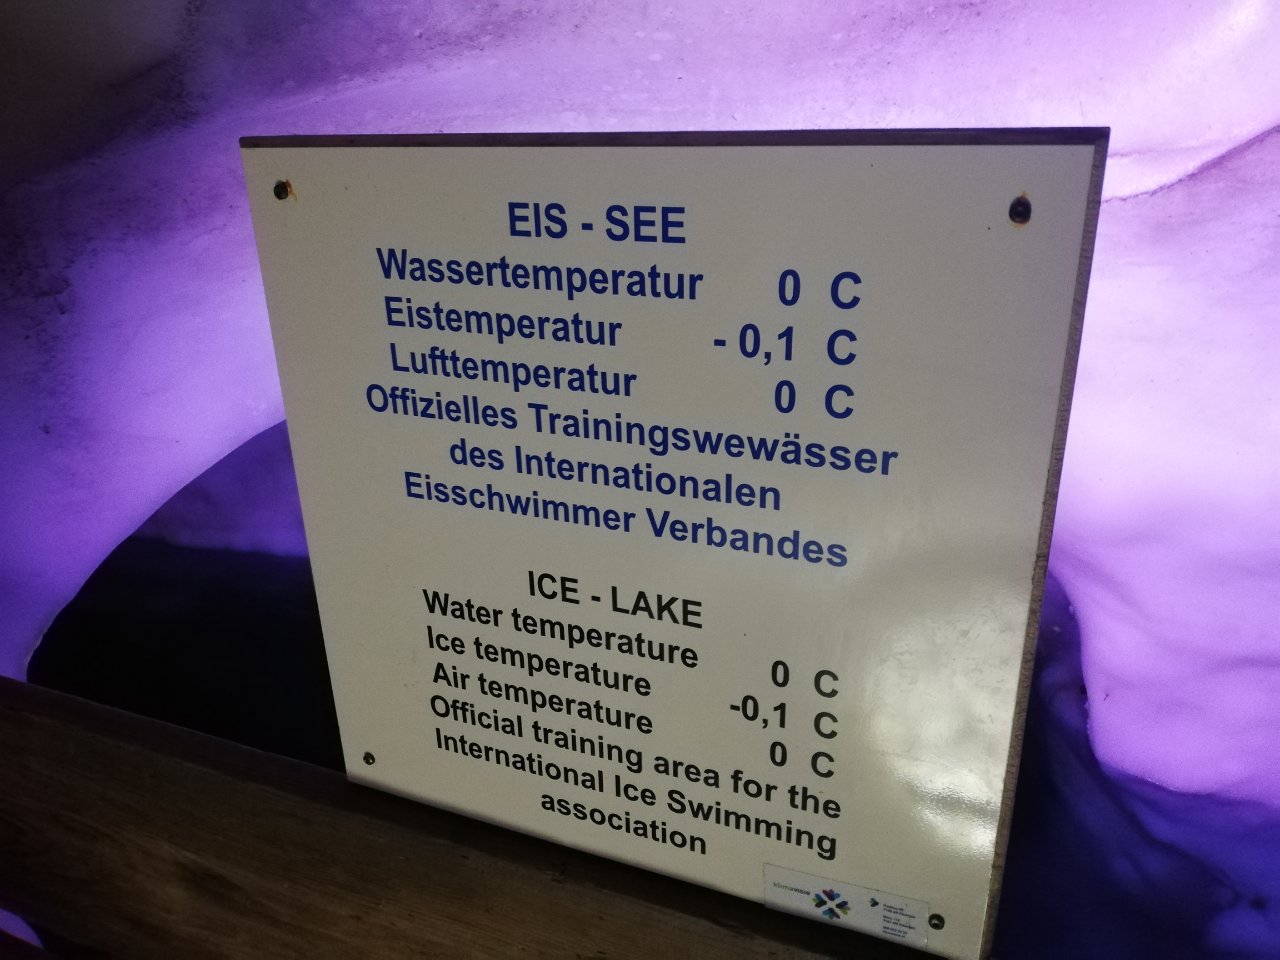 EIS - SEE
Wassertemperatur 0 C
Eistemperatur - 0,1 C
Lufttemperatur 0 C
Offizielles Trainingswewässer
des Internationalen
Eisschwimmer Verbandes
ICE - LAKE
Water temperature 0 C
Ice temperature -0,1 C
Air temperature 0 C
Official training area for the
International Ice Swimming
association
klimavisie